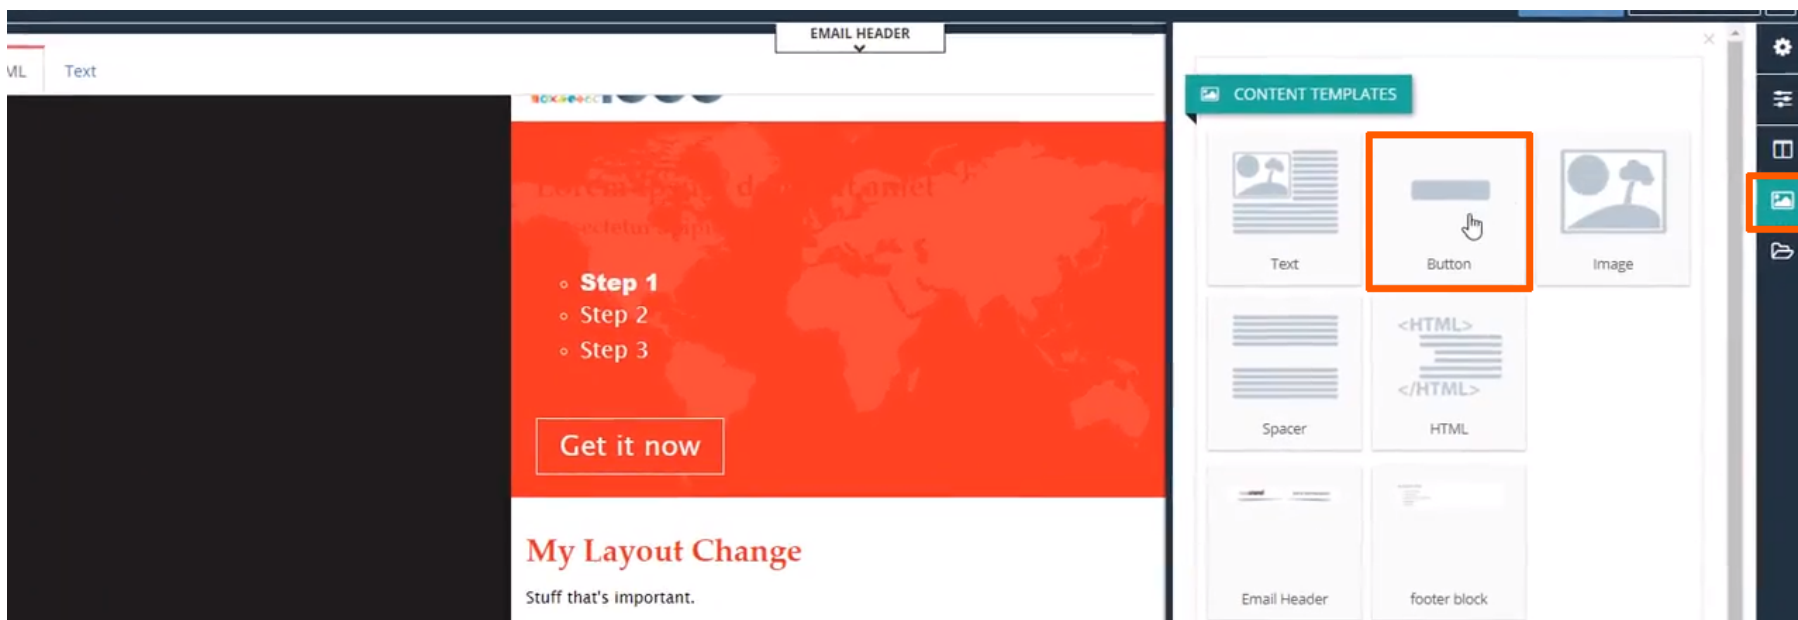 EMAIL HEADER
ML
Text
CONTENT TEMPLATES
Text
Button
Image
Step 1
Step 2
Step 3
<HTML>
</HTML>
Spacer
HTML
Get it now
My Layout Change
Stuff that's important.
Email Header
footer block